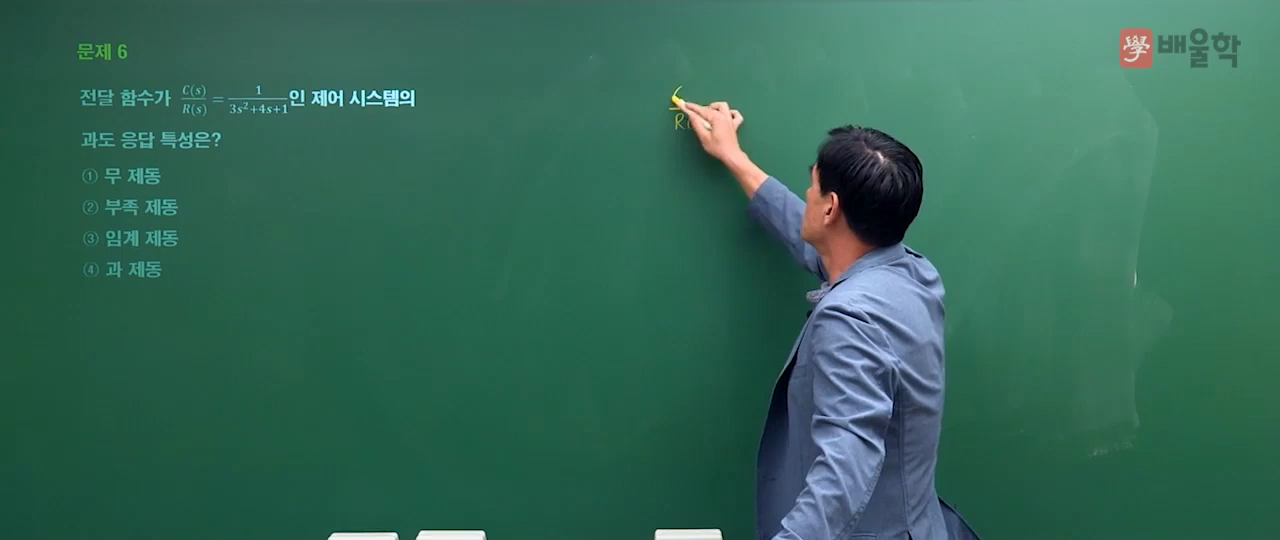 學 배울학
문제 6
전달 함수가 C(s)/R(s) = 1/(3s²+4s+1)인 제어 시스템의
과도 응답 특성은?
① 무 제동
② 부족 제동
③ 임계 제동
④ 과 제동
R(